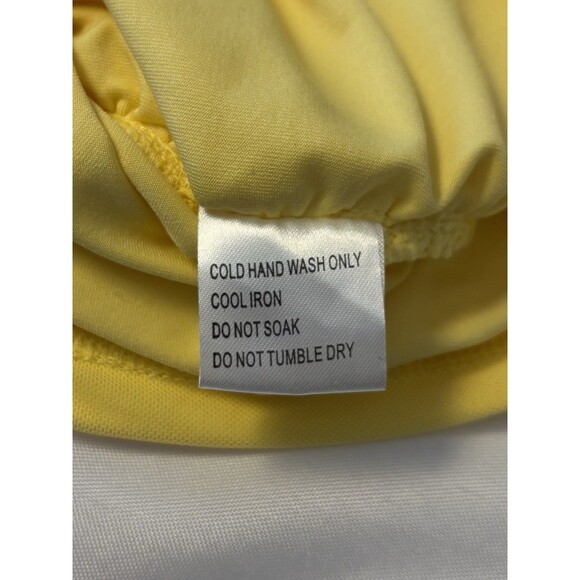 COLD HAND WASH ONLY
COOL IRON
DO NOT SOAK
DO NOT TUMBLE DRY